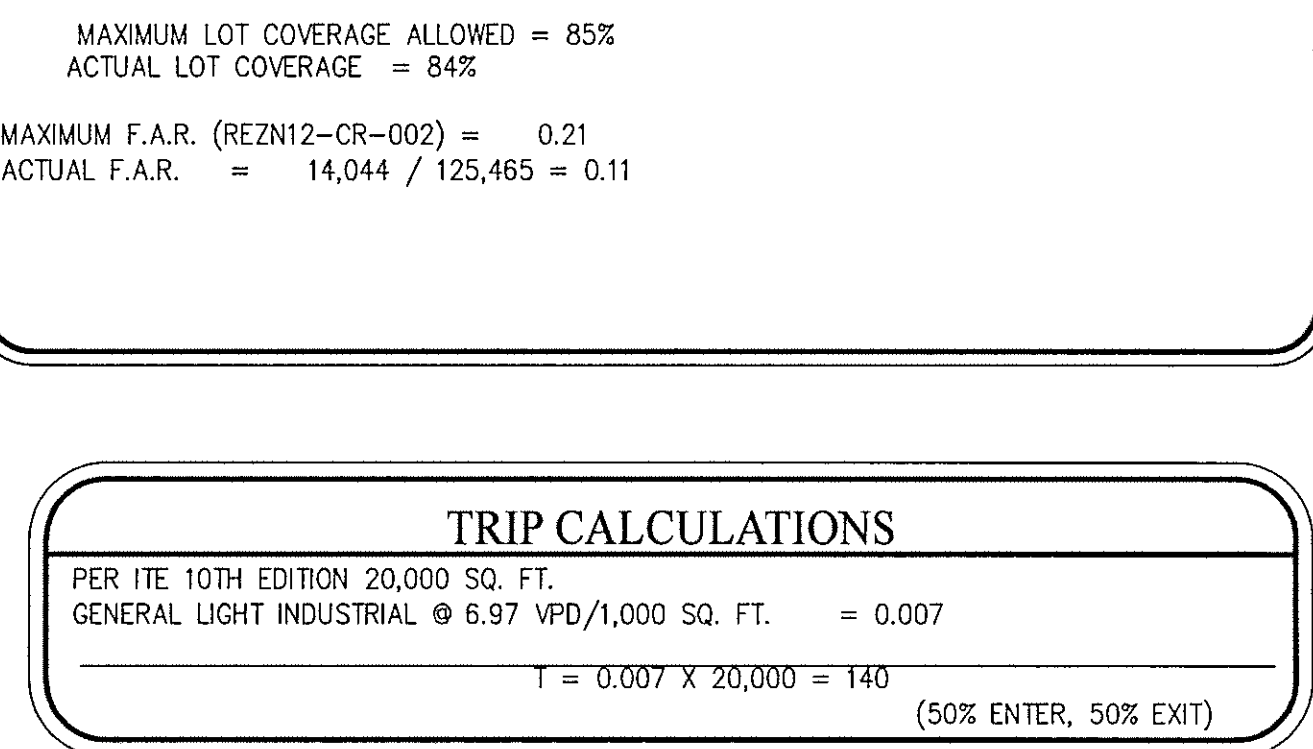 MAXIMUM LOT COVERAGE ALLOWED = 85%
ACTUAL LOT COVERAGE = 84%
MAXIMUM F.A.R. (REZN12-CR-002) = 0.21
ACTUAL F.A.R. = 14,044 / 125,465 = 0.11
TRIP CALCULATIONS
PER ITE 10TH EDITION 20,000 SQ. FT.
GENERAL LIGHT INDUSTRIAL @ 6.97 VPD/1,000 SQ. FT. = 0.007
T = 0.007 X 20,000 = 140
(50% ENTER, 50% EXIT)